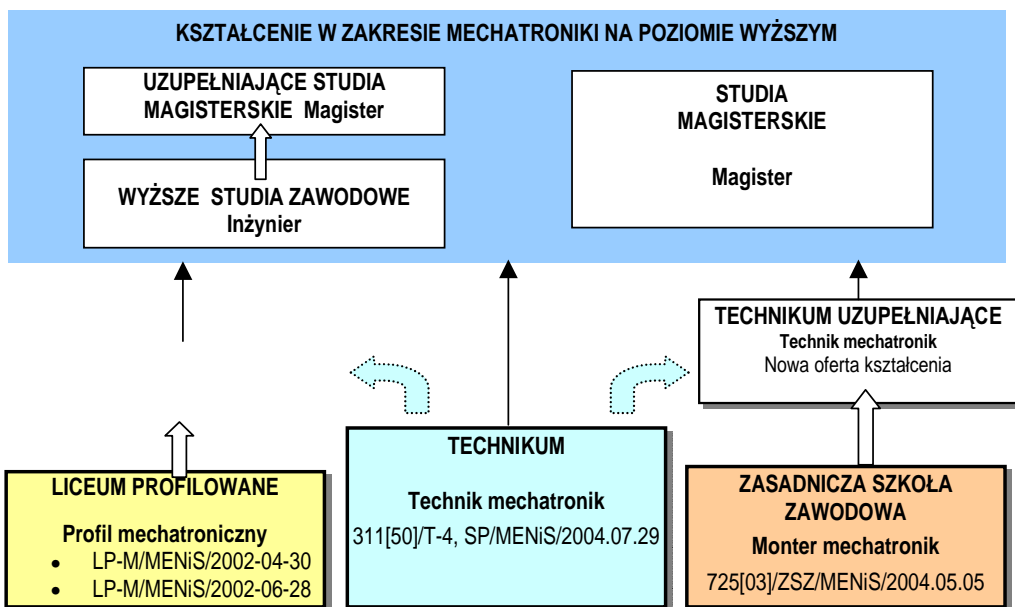 KSZTAŁCENIE W ZAKRESIE MECHATRONIKI NA POZIOMIE WYŻSZYM
UZUPEŁNIAJĄCE STUDIA
MAGISTERSKIE Magister
WYŻSZE STUDIA ZAWODOWE
Inżynier
STUDIA
MAGISTERSKIE
Magister
TECHNIKUM UZUPEŁNIAJĄCE
Technik mechatronik
Nowa oferta kształcenia
LICEUM PROFILOWANE
Profil mechatroniczny
• LP-M/MENiS/2002-04-30
• LP-M/MENiS/2002-06-28
TECHNIKUM
Technik mechatronik
311[50]/T-4, SP/MENiS/2004.07.29
ZASADNICZA SZKOŁA
ZAWODOWA
Monter mechatronik
725[03]/ZSZ/MENiS/2004.05.05